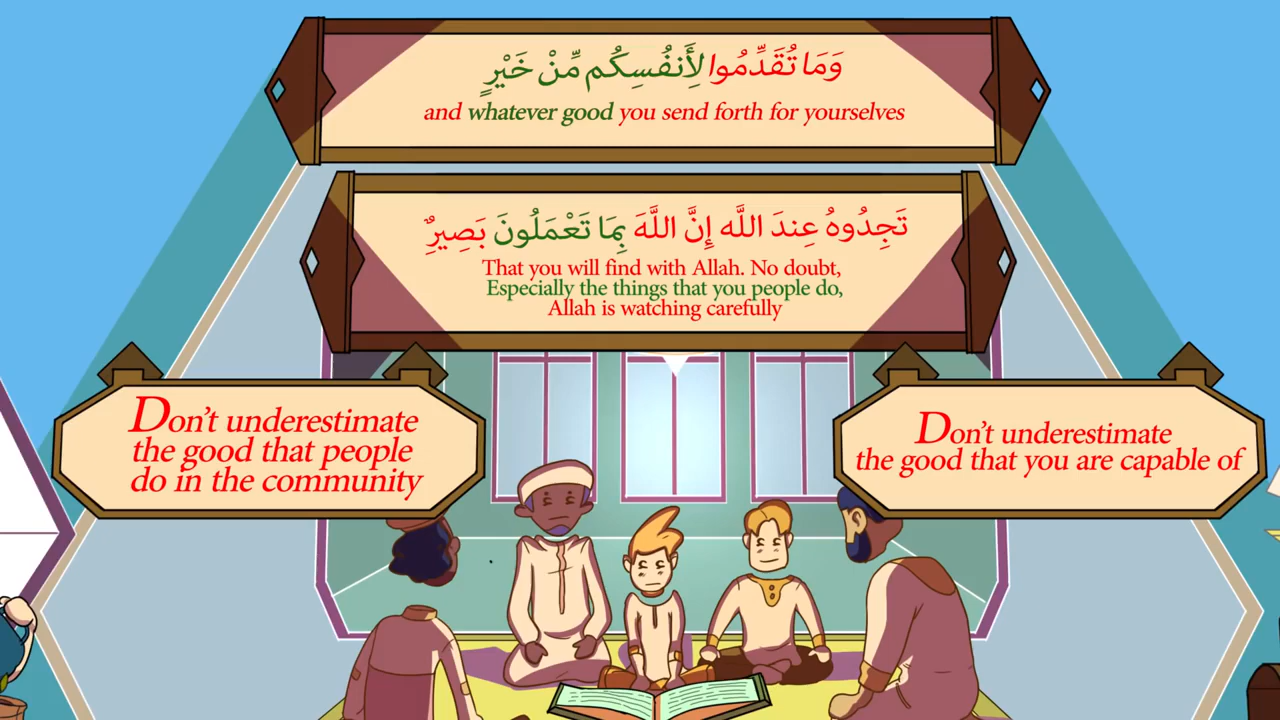 وَمَا تُقَدِّمُوا لِأَنفُسِكُم مِّنْ خَيْرٍ
and whatever good you send forth for yourselves
تَجِدُوهُ عِندَ اللَّه إِنَّ اللَّهَ بِمَا تَعْمَلُونَ بَصِيرٌ
That you will find with Allah. No doubt,
Especially the things that you people do,
Allah is watching carefully
Don't underestimate
the good that people
do in the community
Don't underestimate
the good that you are capable of